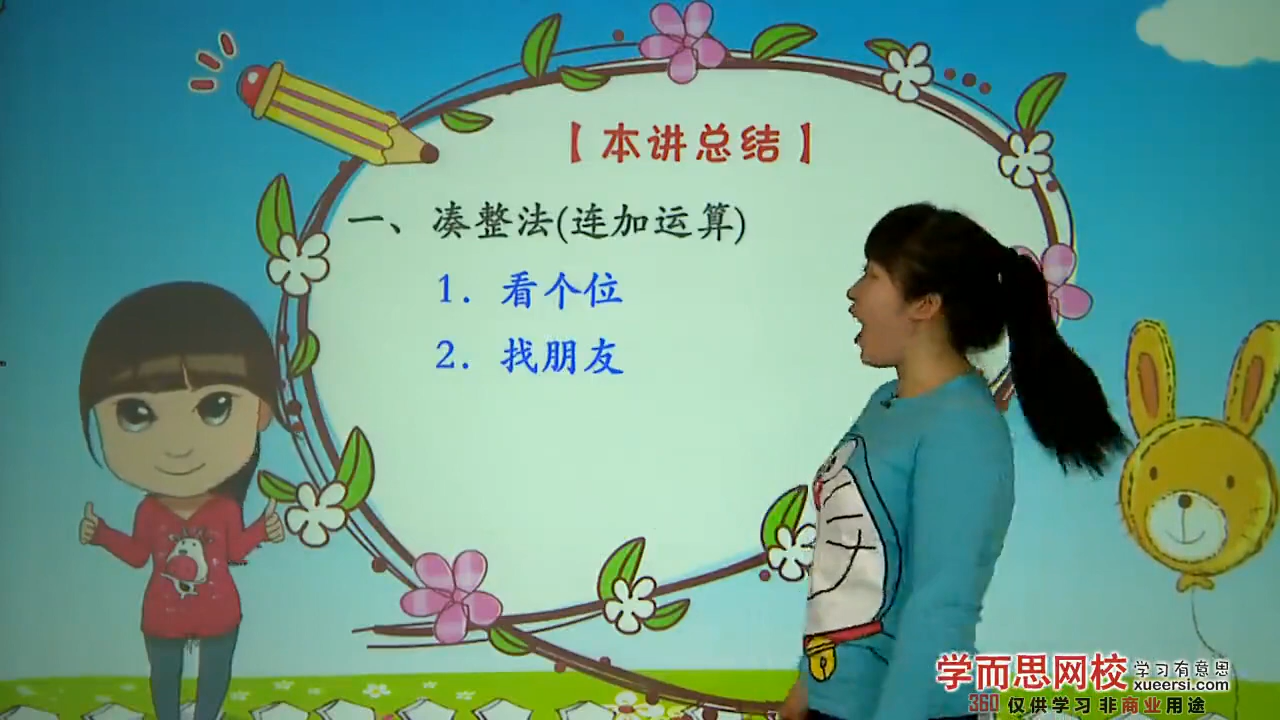 【本讲总结】
一、凑整法(连加运算)
1. 看个位
2. 找朋友
学而思网校 学习有意思
xueersi.com
360 仅供学习 非商业用途